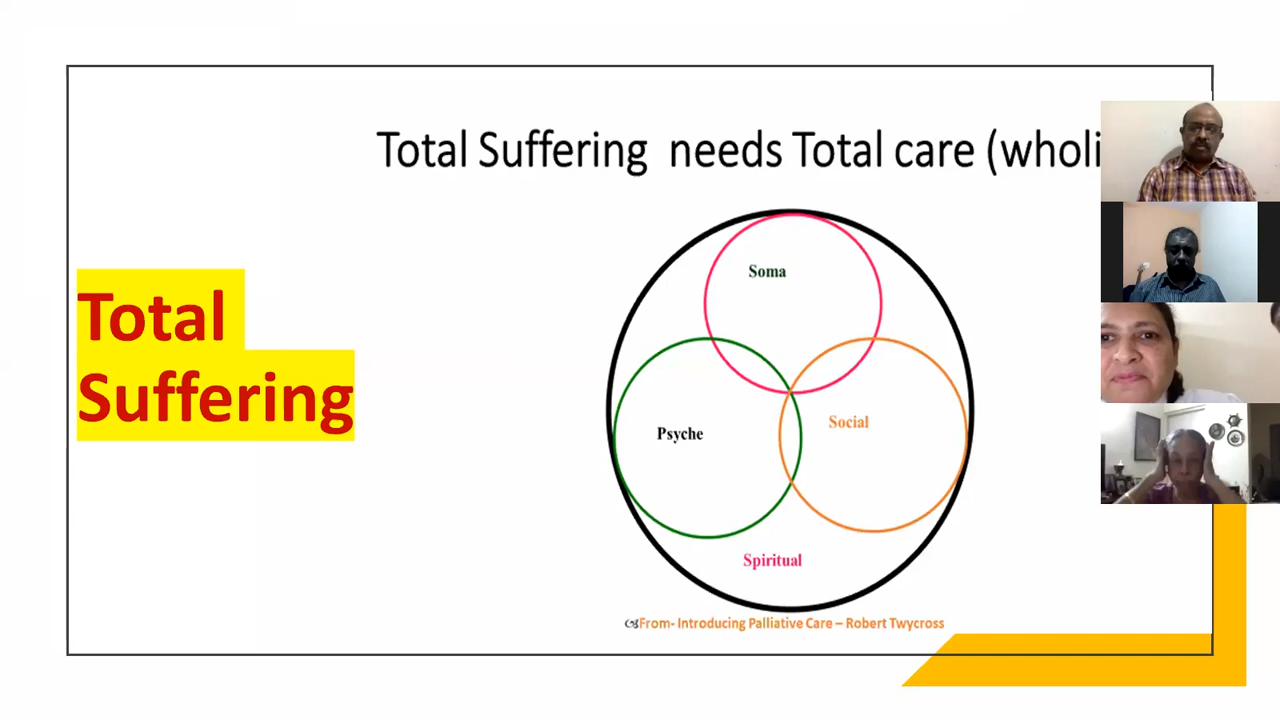 Total Suffering needs Total care (wholi
Total
Suffering
Soma
Psyche
Social
Spiritual
From- Introducing Palliative Care – Robert Twycross